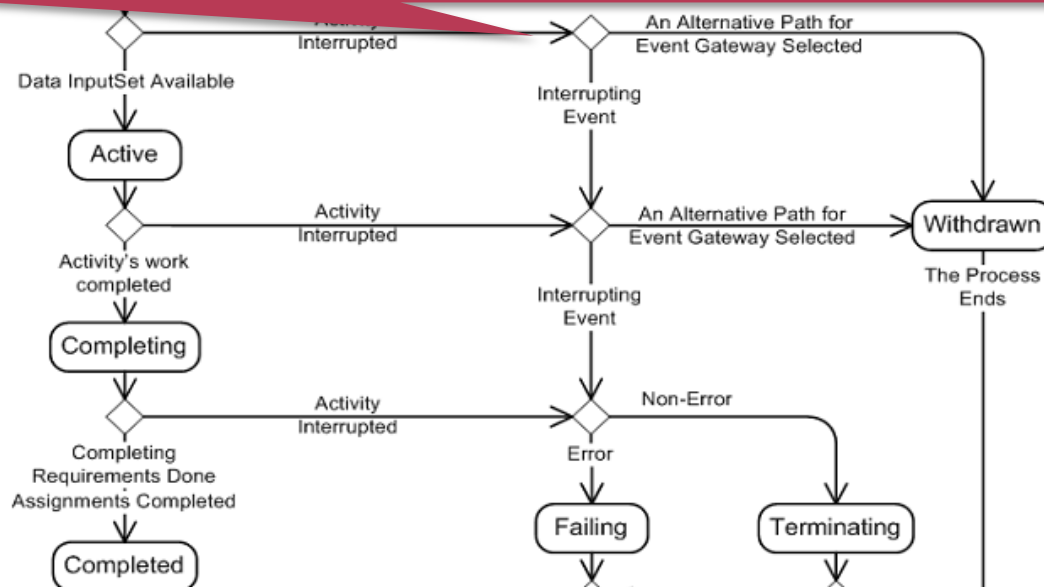 Activity
Interrupted
An Alternative Path for
Event Gateway Selected
Data InputSet Available
Interrupting
Event
Active
Activity
Interrupted
An Alternative Path for
Event Gateway Selected
Withdrawn
Activity's work
completed
The Process
Ends
Interrupting
Event
Completing
Activity
Interrupted
Non-Error
Completing
Requirements Done
Assignments Completed
Error
Failing
Terminating
Completed